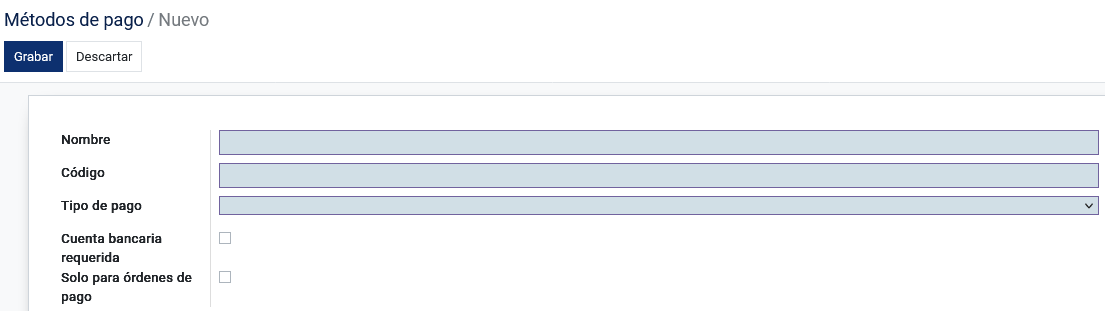 Métodos de pago / Nuevo
Grabar Descartar
Nombre
Código
Tipo de pago
Cuenta bancaria
requerida
Solo para órdenes de
pago